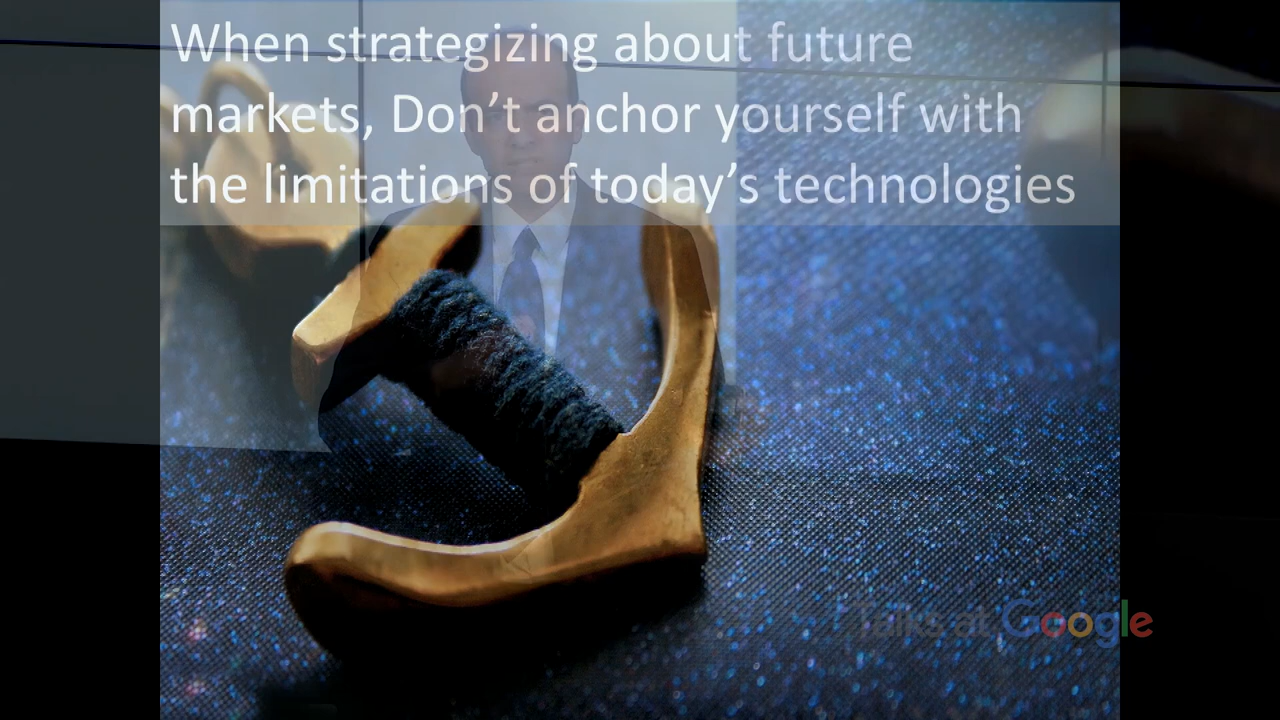 When strategizing about future
markets, Don’t anchor yourself with
the limitations of today’s technologies
Talks at Google